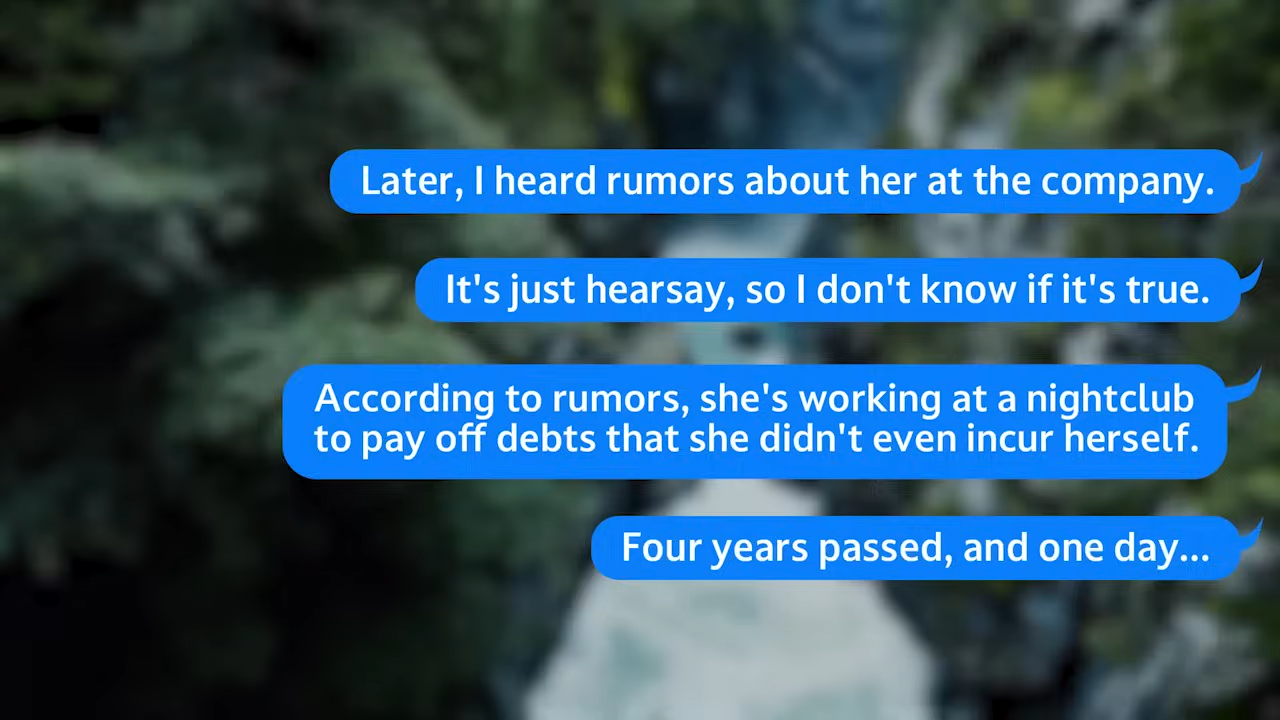 Later, I heard rumors about her at the company.
It's just hearsay, so I don't know if it's true.
According to rumors, she's working at a nightclub
to pay off debts that she didn't even incur herself.
Four years passed, and one day...